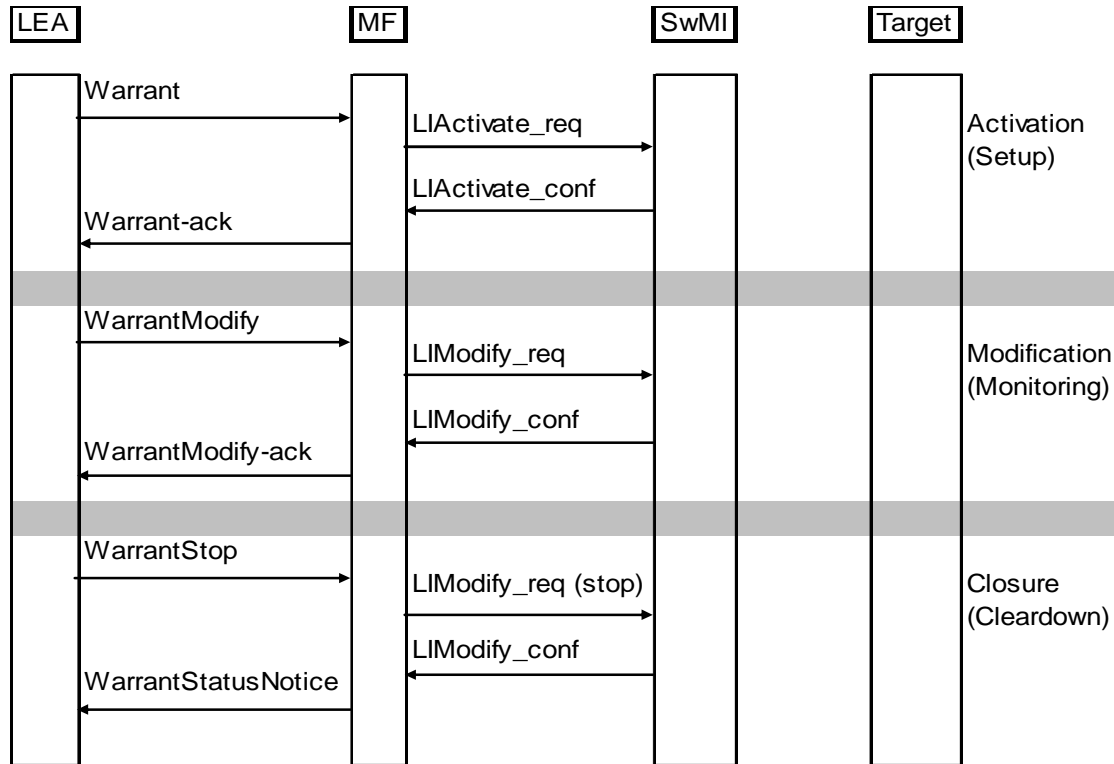 LEA
MF
SwMI
Target
Warrant
LIActivate_req
Activation
(Setup)
LIActivate_conf
Warrant-ack
WarrantModify
LIModify_req
Modification
(Monitoring)
LIModify_conf
WarrantModify-ack
WarrantStop
LIModify_req (stop)
Closure
(Cleardown)
LIModify_conf
WarrantStatusNotice